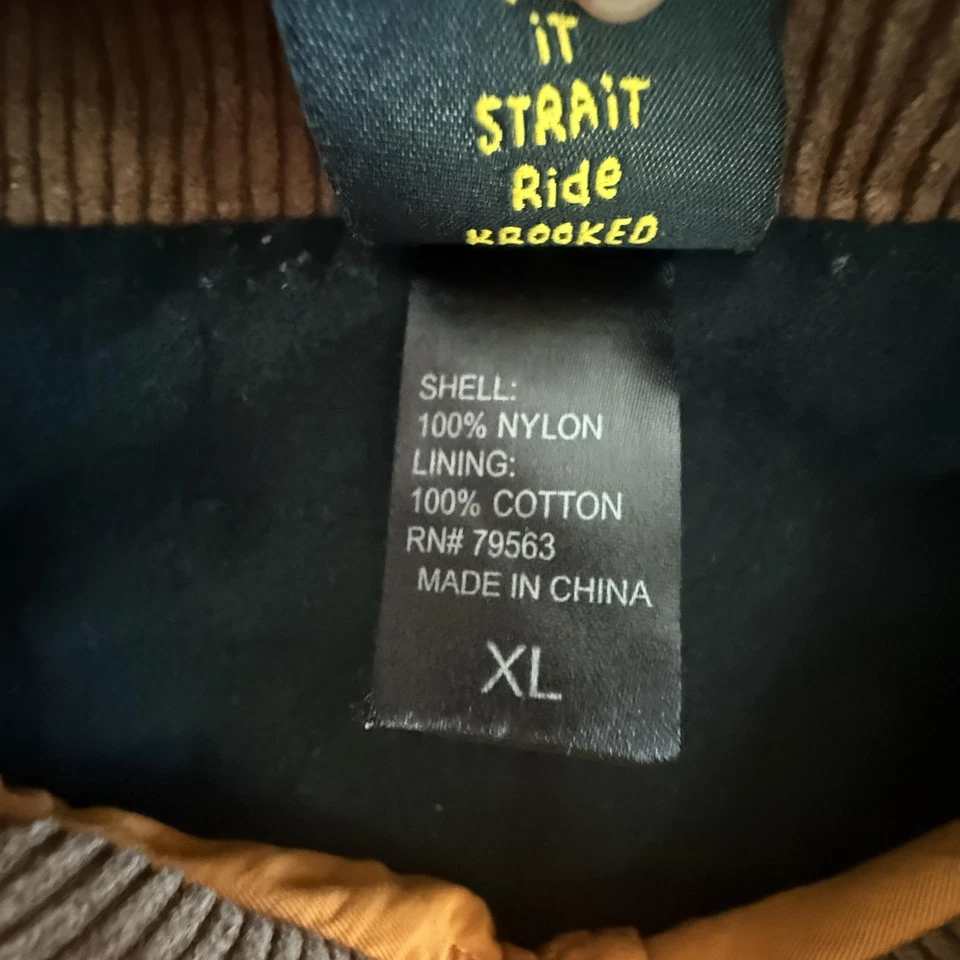 iT
STRAiT
Ride
KROOKED
SHELL:
100% NYLON
LINING:
100% COTTON
RN# 79563
MADE IN CHINA
XL